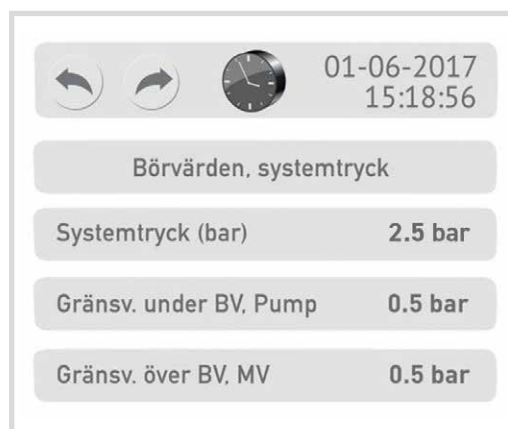 01-06-2017
15:18:56
Börvärden, systemtryck
Systemtryck (bar) 2.5 bar
Gränsv. under BV, Pump 0.5 bar
Gränsv. över BV, MV 0.5 bar